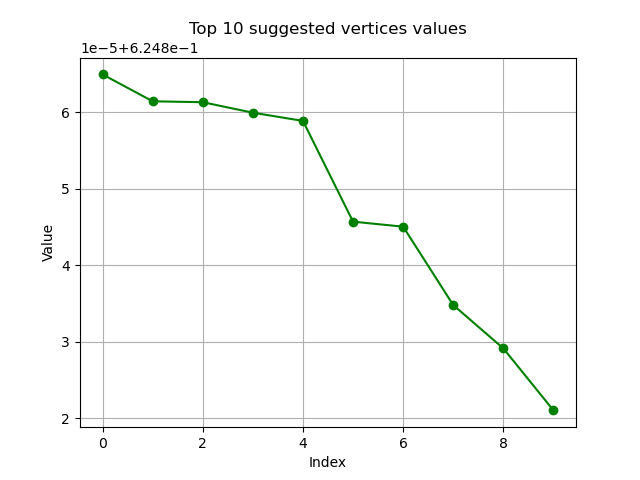 Top 10 suggested vertices values
1e−5+6.248e−1
6
5
4
3
2
Value
0 2 4 6 8
Index